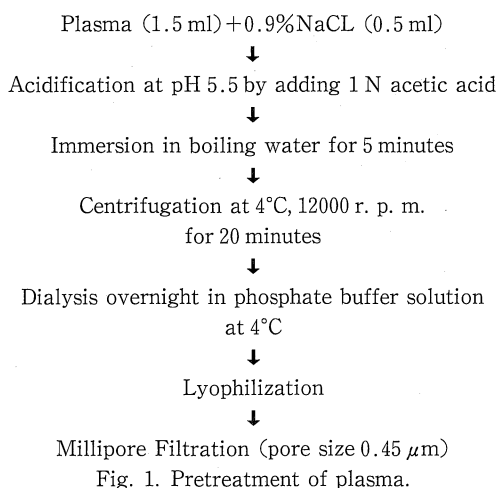 Plasma (1.5 ml)+0.9%NaCL (0.5 ml)
↓
Acidification at pH 5.5 by adding 1 N acetic acid
↓
Immersion in boiling water for 5 minutes
↓
Centrifugation at 4°C, 12000 r. p. m.
for 20 minutes
↓
Dialysis overnight in phosphate buffer solution
at 4°C
↓
Lyophilization
↓
Millipore Filtration (pore size 0.45 μm)
Fig. 1. Pretreatment of plasma.